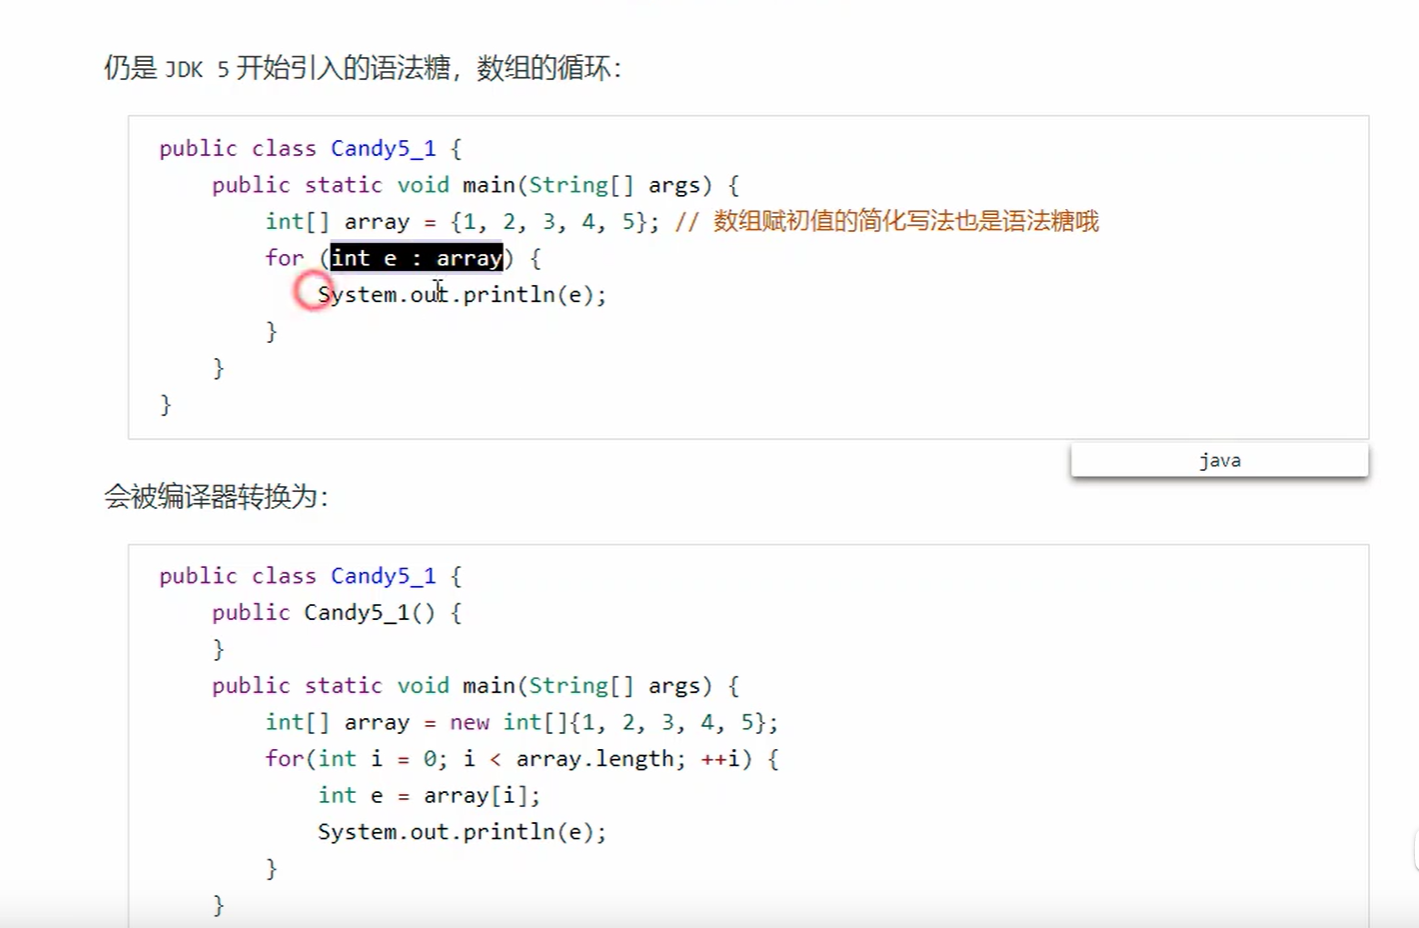 仍是 JDK 5 开始引入的语法糖，数组的循环：
public class Candy5_1 {
    public static void main(String[] args) {
        int[] array = {1, 2, 3, 4, 5}; // 数组赋初值的简化写法也是语法糖哦
        for (int e : array) {
            System.out.println(e);
        }
    }
}
java
会被编译器转换为：
public class Candy5_1 {
    public Candy5_1() {
    }
    public static void main(String[] args) {
        int[] array = new int[]{1, 2, 3, 4, 5};
        for(int i = 0; i < array.length; ++i) {
            int e = array[i];
            System.out.println(e);
        }
    }